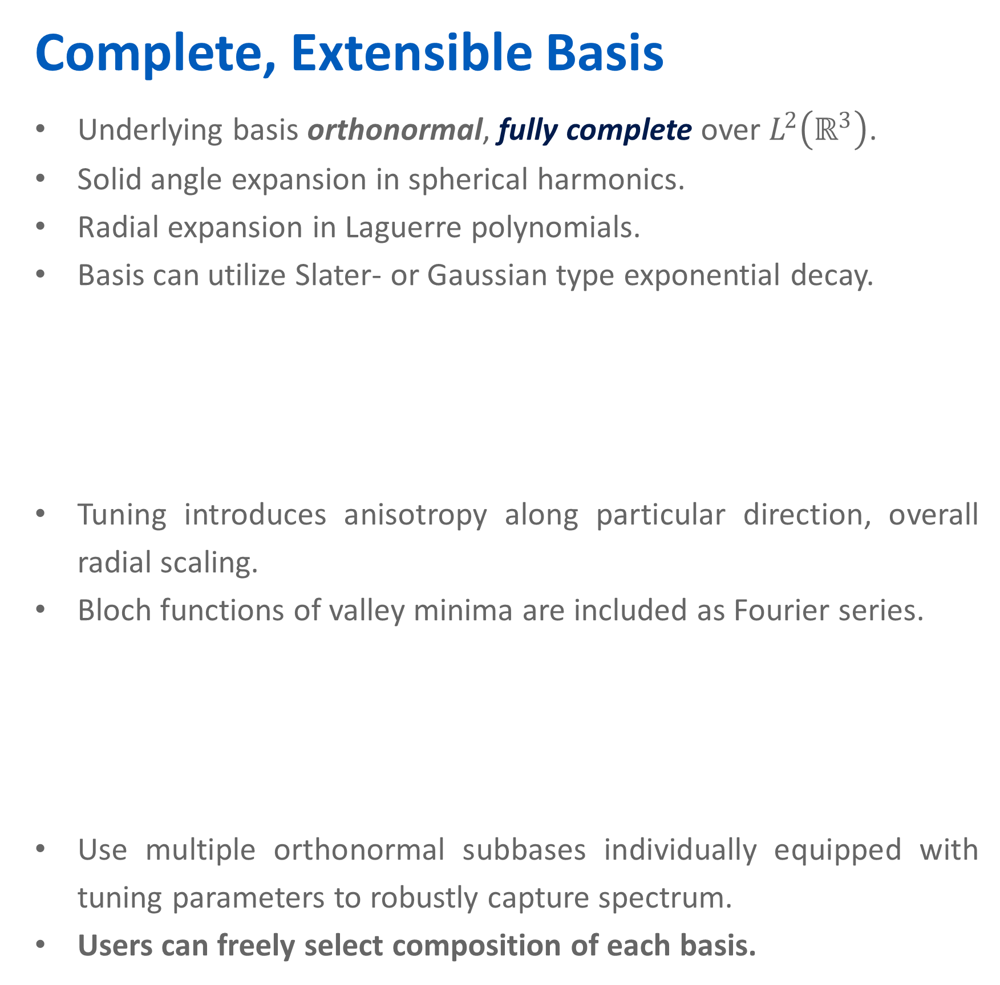 Complete, Extensible Basis
• Underlying basis orthonormal, fully complete over L²(ℝ³).
• Solid angle expansion in spherical harmonics.
• Radial expansion in Laguerre polynomials.
• Basis can utilize Slater- or Gaussian type exponential decay.
• Tuning introduces anisotropy along particular direction, overall
radial scaling.
• Bloch functions of valley minima are included as Fourier series.
• Use multiple orthonormal subbases individually equipped with
tuning parameters to robustly capture spectrum.
• Users can freely select composition of each basis.